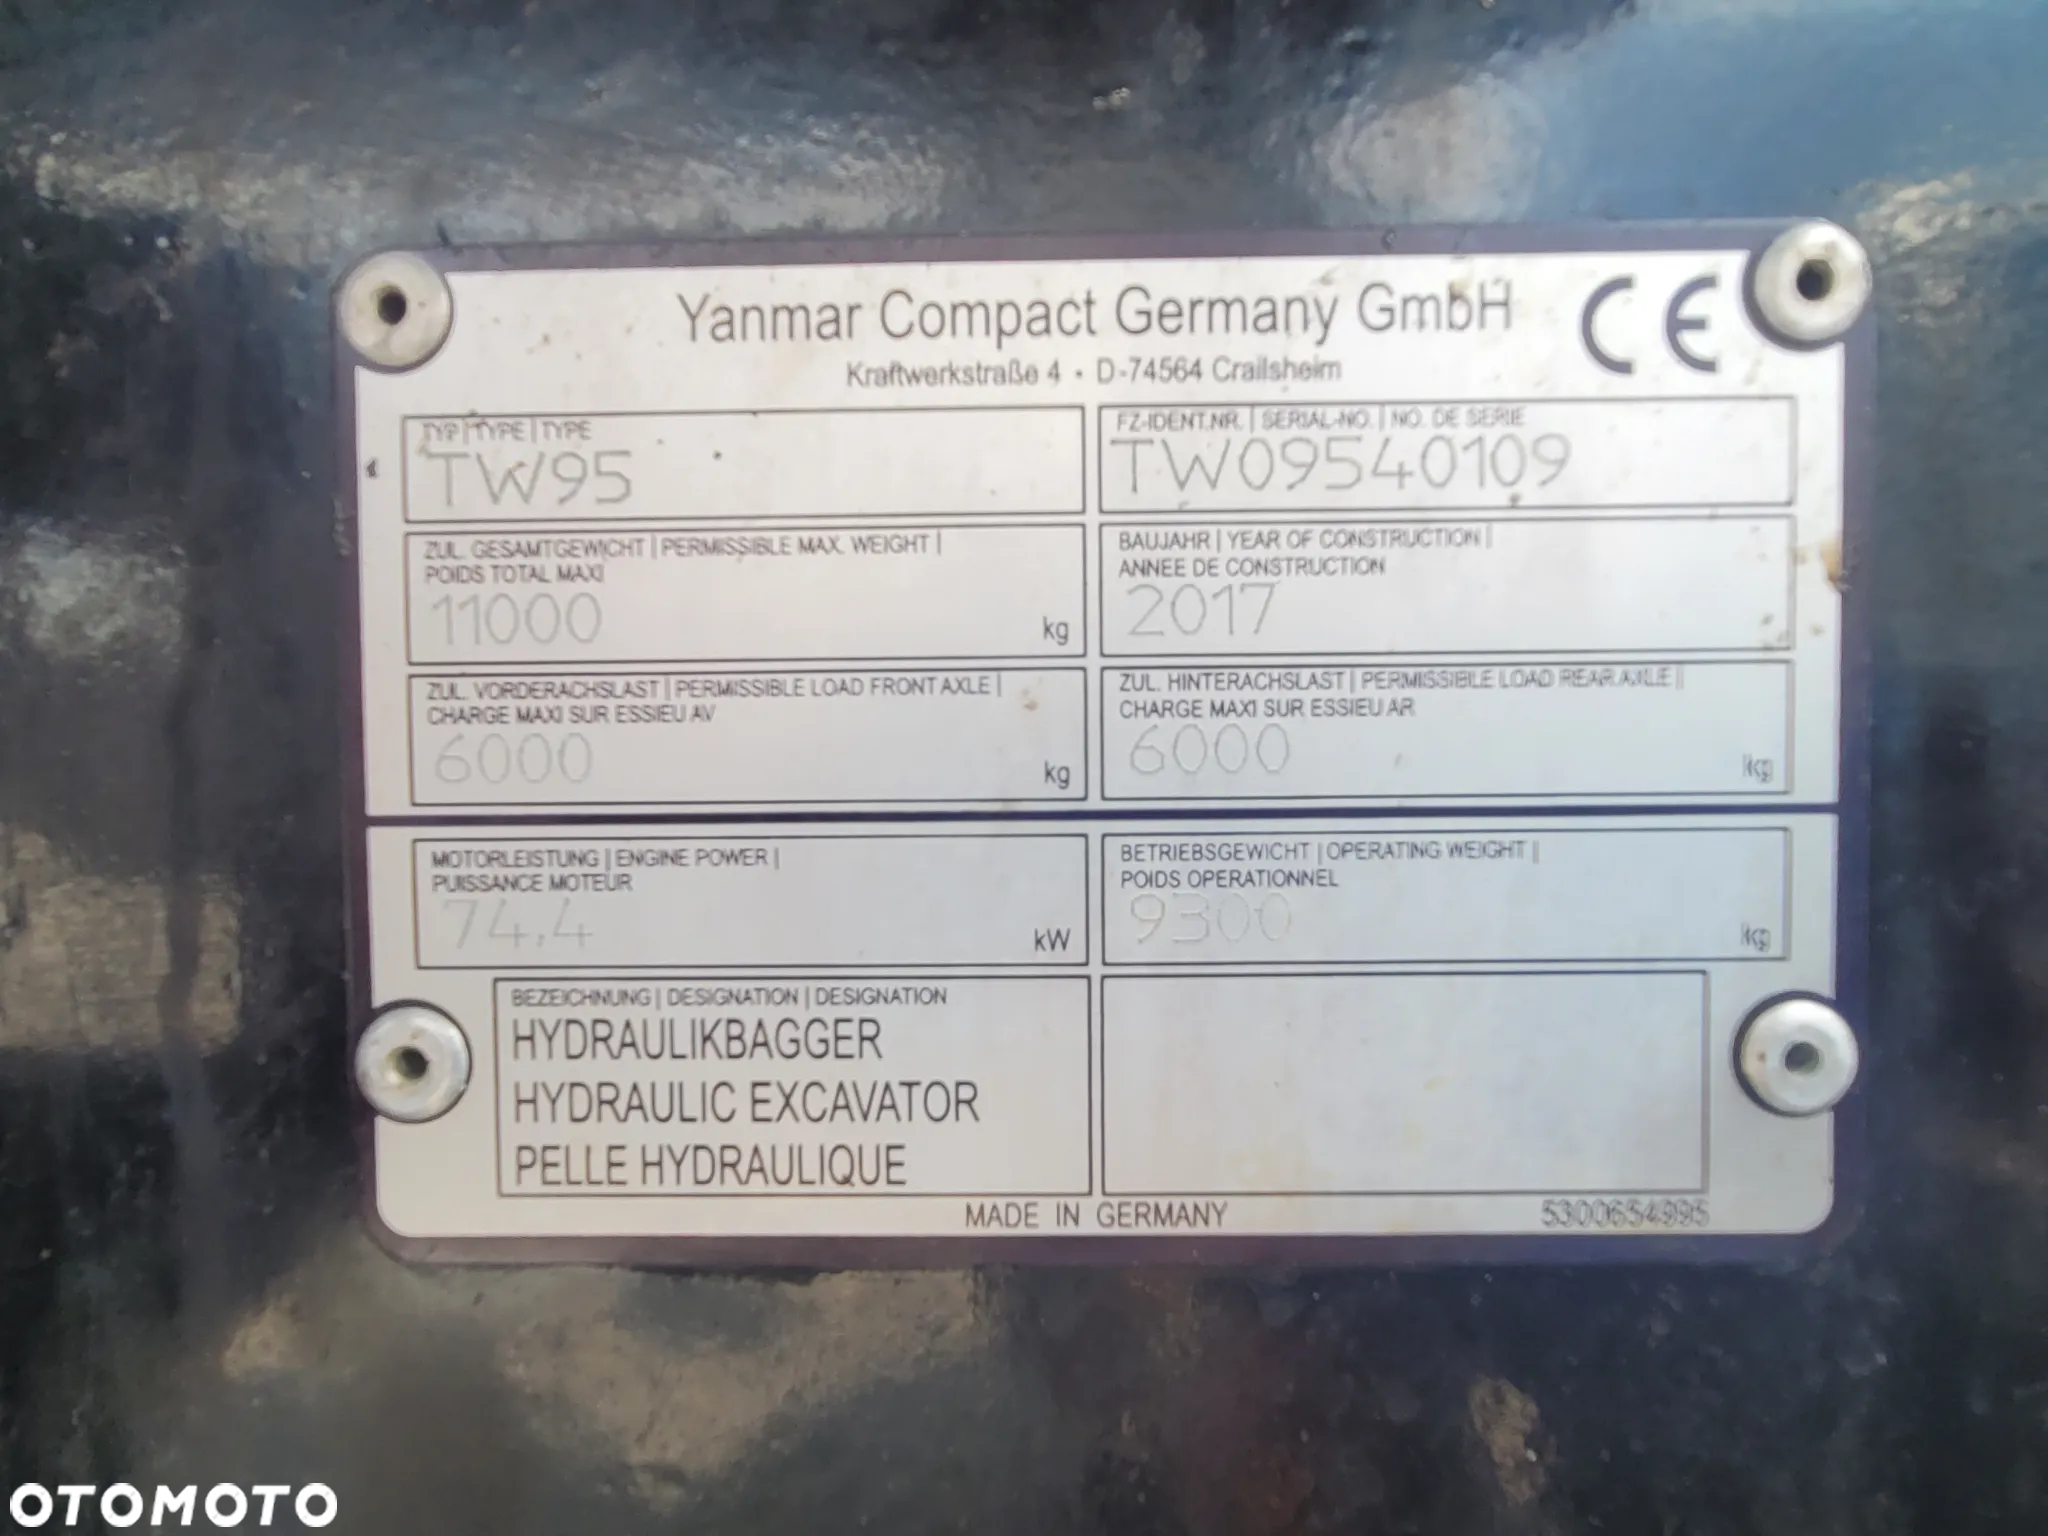 Yanmar Compact Germany GmbH CE
Kraftwerkstraße 4 • D-74564 Crailsheim
TYP | TYPE | TYPE
TW95
FZ-IDENT.NR. | SERIAL-NO. | NO. DE SERIE
TW09540109
ZUL. GESAMTGEWICHT | PERMISSIBLE MAX. WEIGHT |
POIDS TOTAL MAXI
11000 kg
BAUJAHR | YEAR OF CONSTRUCTION |
ANNEE DE CONSTRUCTION
2017
ZUL. VORDERACHSLAST | PERMISSIBLE LOAD FRONT AXLE |
CHARGE MAXI SUR ESSIEU AV
6000 kg
ZUL. HINTERACHSLAST | PERMISSIBLE LOAD REAR AXLE |
CHARGE MAXI SUR ESSIEU AR
6000 kg
MOTORLEISTUNG | ENGINE POWER |
PUISSANCE MOTEUR
74.4 kW
BETRIEBSGEWICHT | OPERATING WEIGHT |
POIDS OPERATIONNEL
9300 kg
BEZEICHNUNG | DESIGNATION | DESIGNATION
HYDRAULIKBAGGER
HYDRAULIC EXCAVATOR
PELLE HYDRAULIQUE
MADE IN GERMANY 5300654995
OTOMOTO